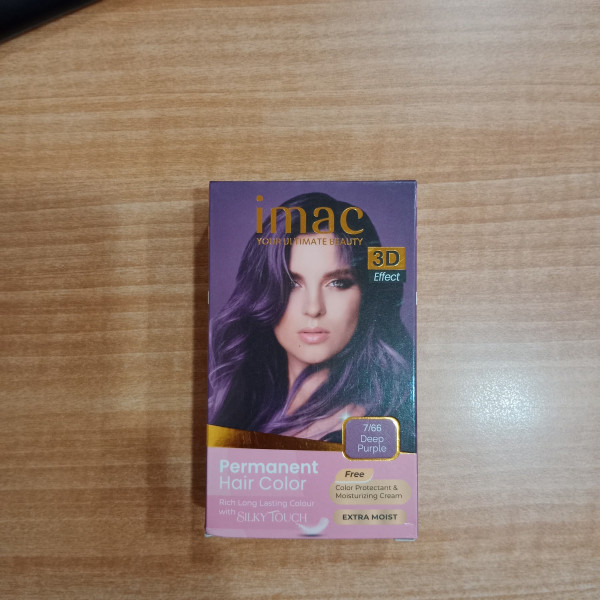 imac
YOUR ULTIMATE BEAUTY
3D
Effect
7/66
Deep
Purple
Permanent
Hair Color
Rich Long Lasting Colour
with SILKY TOUCH
Free
Color Protectant &
Moisturizing Cream
EXTRA MOIST